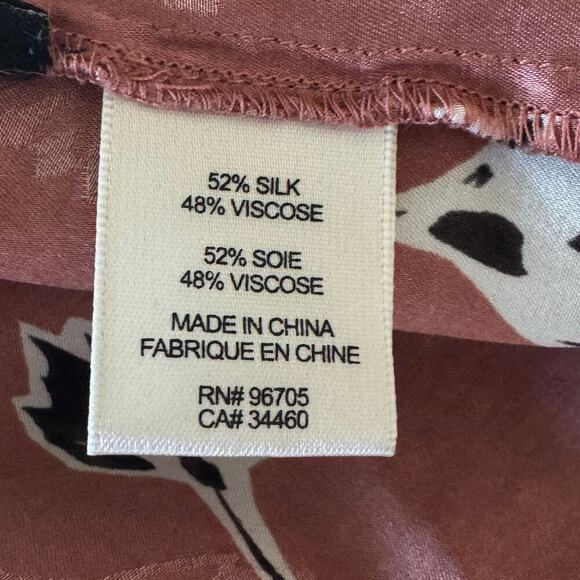 52% SILK
48% VISCOSE
52% SOIE
48% VISCOSE
MADE IN CHINA
FABRIQUE EN CHINE
RN# 96705
CA# 34460